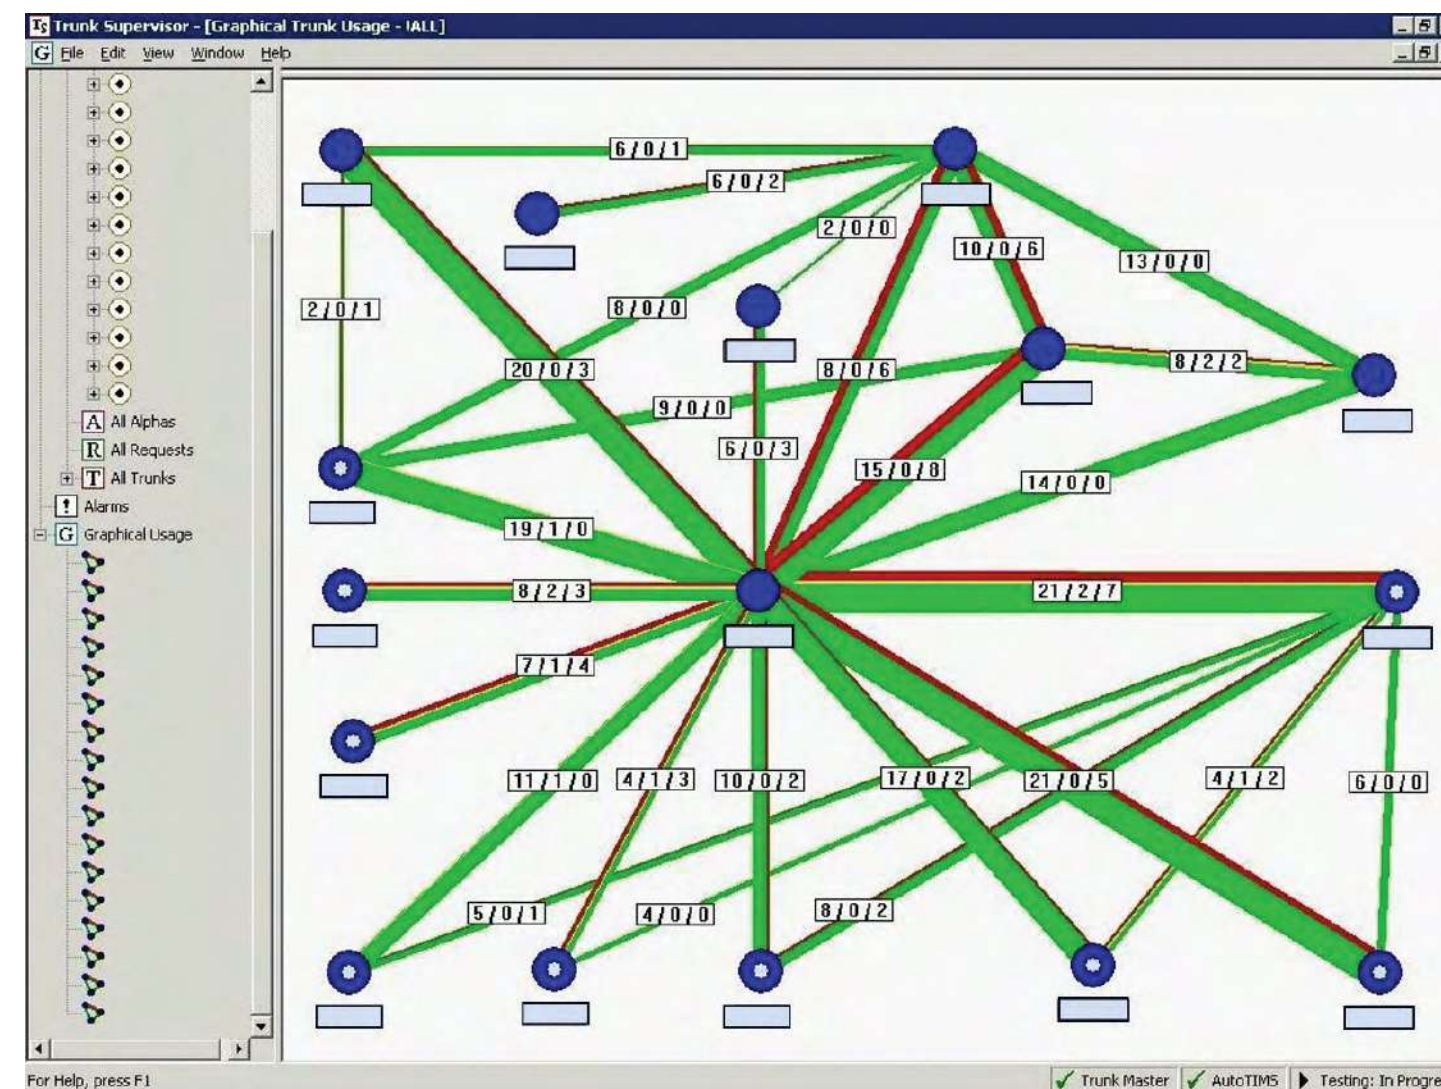 Trunk Supervisor - [Graphical Trunk Usage - !ALL]
File Edit View Window Help
A All Alphas
R All Requests
T All Trunks
! Alarms
G Graphical Usage
6/0/1
6/0/2
2/0/0
10/0/6
13/0/0
2/0/1
8/0/0
20/0/3
8/0/6
8/2/2
9/0/0
6/0/3
15/0/8
14/0/0
19/1/0
8/2/3
21/2/7
7/1/4
11/1/0
4/1/3
10/0/2
17/0/2
21/0/5
4/1/2
6/0/0
5/0/1
4/0/0
8/0/2
For Help, press F1
Trunk Master
AutoTIMS
Testing: In Progre